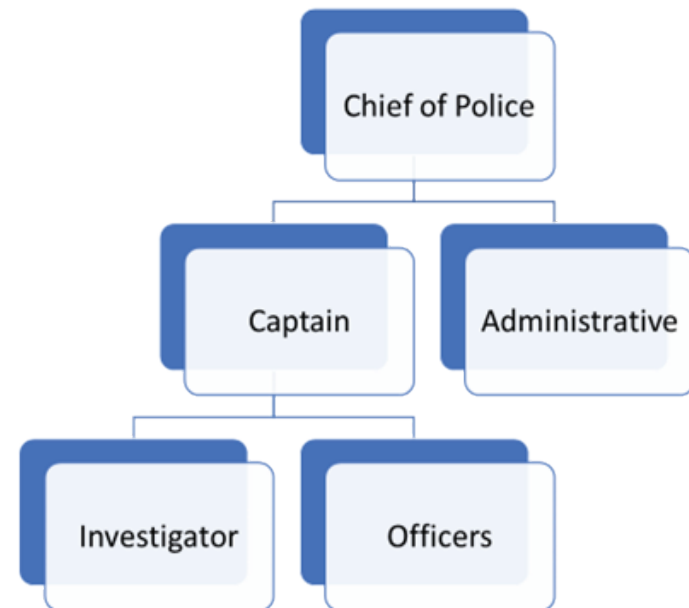 Chief of Police
Captain
Administrative
Investigator
Officers